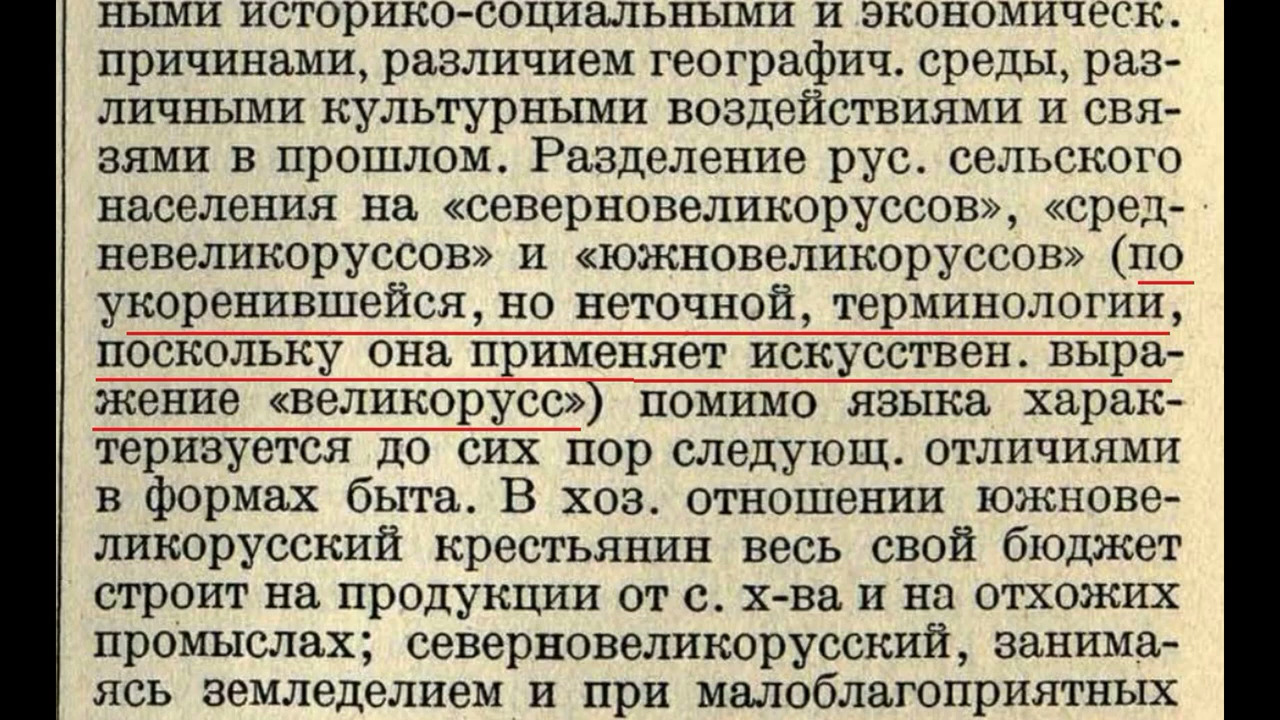 ными историко-социальными и экономическ.
причинами, различием географич. среды, раз-
личными культурными воздействиями и свя-
зями в прошлом. Разделение рус. сельского
населения на «северновеликоруссов», «сред-
невеликоруссов» и «южновеликоруссов» (по
укоренившейся, но неточной, терминологии,
поскольку она применяет искусствен. выра-
жение «великорусс») помимо языка харак-
теризуется до сих пор следующ. отличиями
в формах быта. В хоз. отношении южнове-
ликорусский крестьянин весь свой бюджет
строит на продукции от с. х-ва и на отхожих
промыслах; северновеликорусский, занима-
ясь земледелием и при малоблагоприятных